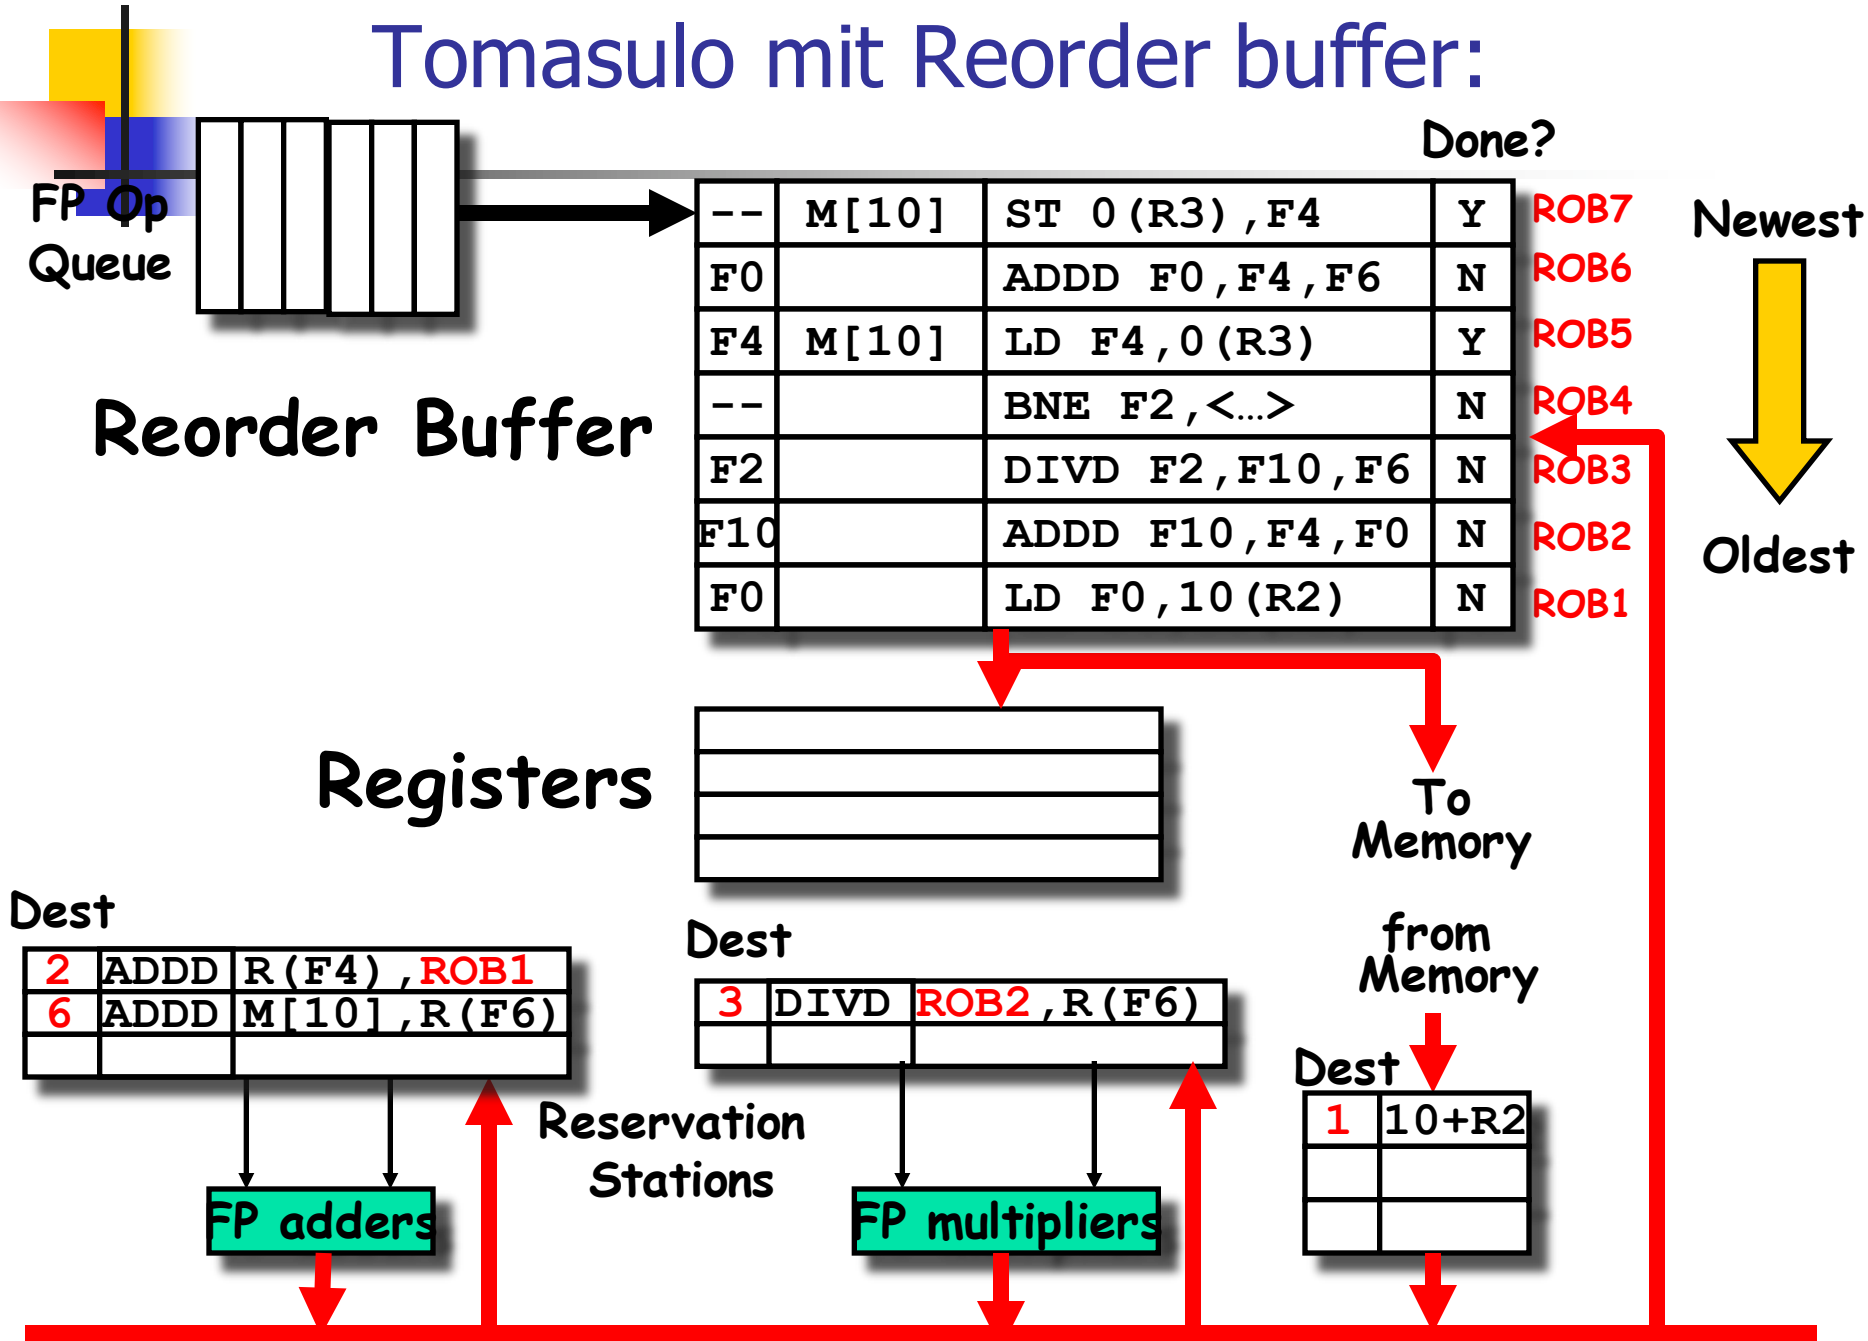 Tomasulo mit Reorder buffer:
Done?
FP Op
Queue
-- M[10] ST 0(R3),F4 Y ROB7
F0 ADDD F0,F4,F6 N ROB6
F4 M[10] LD F4,0(R3) Y ROB5
-- BNE F2,<…> N ROB4
F2 DIVD F2,F10,F6 N ROB3
F10 ADDD F10,F4,F0 N ROB2
F0 LD F0,10(R2) N ROB1
Newest
Oldest
Reorder Buffer
Registers
To
Memory
from
Memory
Dest
2 ADDD R(F4),ROB1
6 ADDD M[10],R(F6)
Dest
3 DIVD ROB2,R(F6)
Dest
1 10+R2
Reservation
Stations
FP adders
FP multipliers